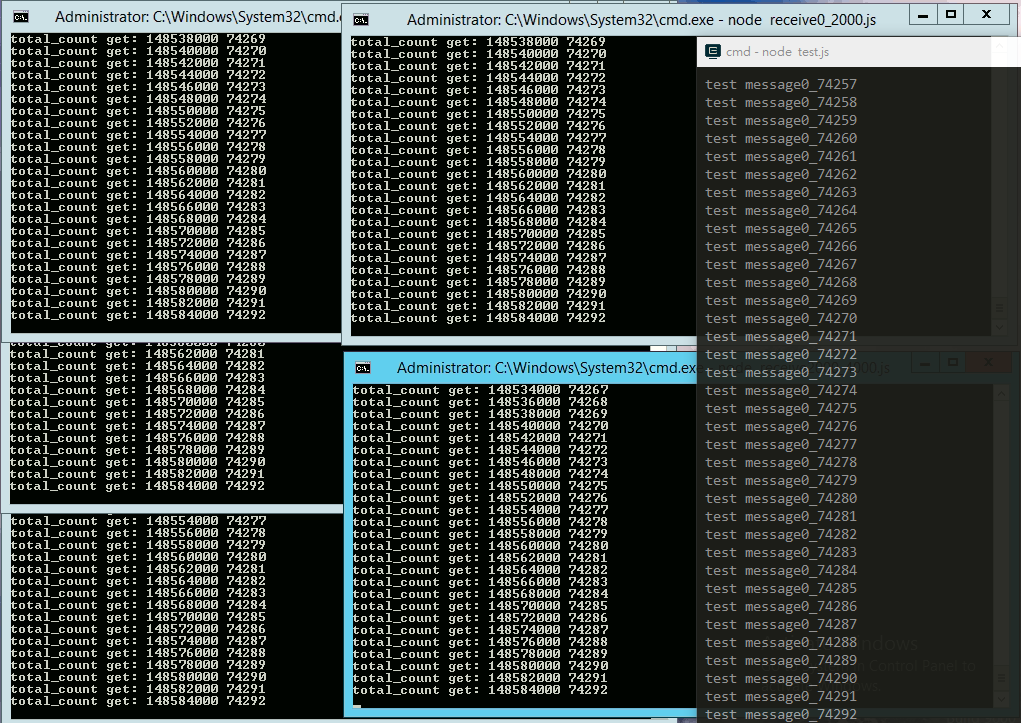 Administrator: C:\Windows\System32\cmd.
total_count get: 148538000 74269
total_count get: 148540000 74270
total_count get: 148542000 74271
total_count get: 148544000 74272
total_count get: 148546000 74273
total_count get: 148548000 74274
total_count get: 148550000 74275
total_count get: 148552000 74276
total_count get: 148554000 74277
total_count get: 148556000 74278
total_count get: 148558000 74279
total_count get: 148560000 74280
total_count get: 148562000 74281
total_count get: 148564000 74282
total_count get: 148566000 74283
total_count get: 148568000 74284
total_count get: 148570000 74285
total_count get: 148572000 74286
total_count get: 148574000 74287
total_count get: 148576000 74288
total_count get: 148578000 74289
total_count get: 148580000 74290
total_count get: 148582000 74291
total_count get: 148584000 74292
total_count get: 148562000 74281
total_count get: 148564000 74282
total_count get: 148566000 74283
total_count get: 148568000 74284
total_count get: 148570000 74285
total_count get: 148572000 74286
total_count get: 148574000 74287
total_count get: 148576000 74288
total_count get: 148578000 74289
total_count get: 148580000 74290
total_count get: 148582000 74291
total_count get: 148584000 74292
total_count get: 148554000 74277
total_count get: 148556000 74278
total_count get: 148558000 74279
total_count get: 148560000 74280
total_count get: 148562000 74281
total_count get: 148564000 74282
total_count get: 148566000 74283
total_count get: 148568000 74284
total_count get: 148570000 74285
total_count get: 148572000 74286
total_count get: 148574000 74287
total_count get: 148576000 74288
total_count get: 148578000 74289
total_count get: 148580000 74290
total_count get: 148582000 74291
total_count get: 148584000 74292
Administrator: C:\Windows\System32\cmd.exe - node receive0_2000.js
total_count get: 148538000 74269
total_count get: 148540000 74270
total_count get: 148542000 74271
total_count get: 148544000 74272
total_count get: 148546000 74273
total_count get: 148548000 74274
total_count get: 148550000 74275
total_count get: 148552000 74276
total_count get: 148554000 74277
total_count get: 148556000 74278
total_count get: 148558000 74279
total_count get: 148560000 74280
total_count get: 148562000 74281
total_count get: 148564000 74282
total_count get: 148566000 74283
total_count get: 148568000 74284
total_count get: 148570000 74285
total_count get: 148572000 74286
total_count get: 148574000 74287
total_count get: 148576000 74288
total_count get: 148578000 74289
total_count get: 148580000 74290
total_count get: 148582000 74291
total_count get: 148584000 74292
Administrator: C:\Windows\System32\cmd.exe
total_count get: 148534000 74267
total_count get: 148536000 74268
total_count get: 148538000 74269
total_count get: 148540000 74270
total_count get: 148542000 74271
total_count get: 148544000 74272
total_count get: 148546000 74273
total_count get: 148548000 74274
total_count get: 148550000 74275
total_count get: 148552000 74276
total_count get: 148554000 74277
total_count get: 148556000 74278
total_count get: 148558000 74279
total_count get: 148560000 74280
total_count get: 148562000 74281
total_count get: 148564000 74282
total_count get: 148566000 74283
total_count get: 148568000 74284
total_count get: 148570000 74285
total_count get: 148572000 74286
total_count get: 148574000 74287
total_count get: 148576000 74288
total_count get: 148578000 74289
total_count get: 148580000 74290
total_count get: 148582000 74291
total_count get: 148584000 74292
cmd - node test.js
test message0_74257
test message0_74258
test message0_74259
test message0_74260
test message0_74261
test message0_74262
test message0_74263
test message0_74264
test message0_74265
test message0_74266
test message0_74267
test message0_74268
test message0_74269
test message0_74270
test message0_74271
test message0_74272
test message0_74273
test message0_74274
test message0_74275
test message0_74276
test message0_74277
test message0_74278
test message0_74279
test message0_74280
test message0_74281
test message0_74282
test message0_74283
test message0_74284
test message0_74285
test message0_74286
test message0_74287
test message0_74288
test message0_74289
test message0_74290
test message0_74291
test message0_74292
Control Panel to